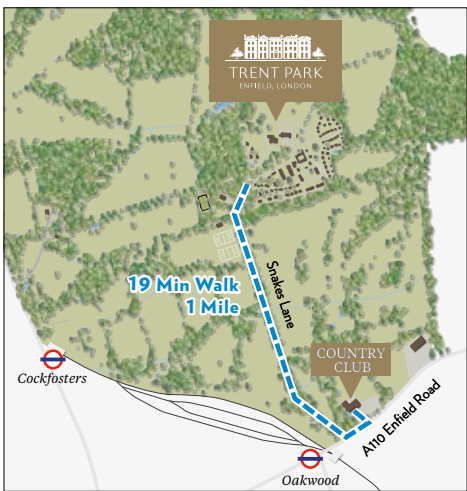 TRENT PARK
ENFIELD, LONDON
19 Min Walk
1 Mile
Snakes Lane
COUNTRY
CLUB
Cockfosters
A110 Enfield Road
Oakwood